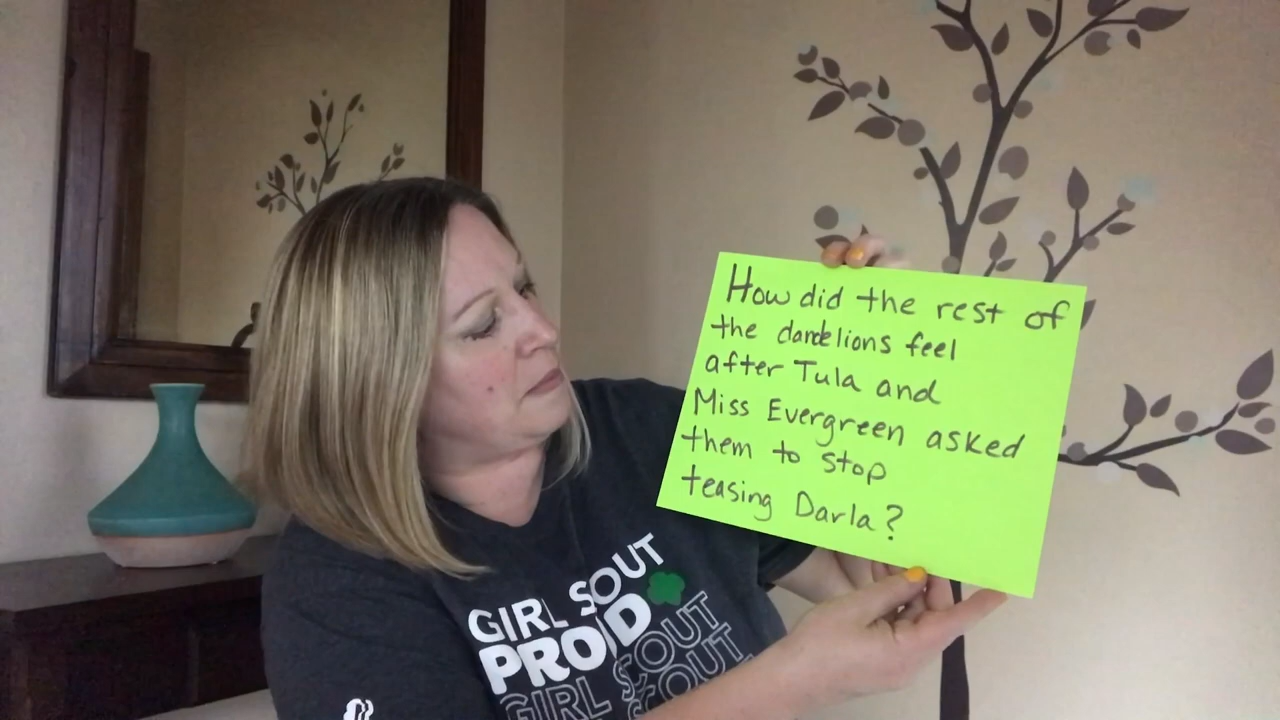 How did the rest of
the dandelions feel
after Tula and
Miss Evergreen asked
them to stop
teasing Darla?
GIRL SCOUT
PROUD
GIRL SCOUT
SCOUT